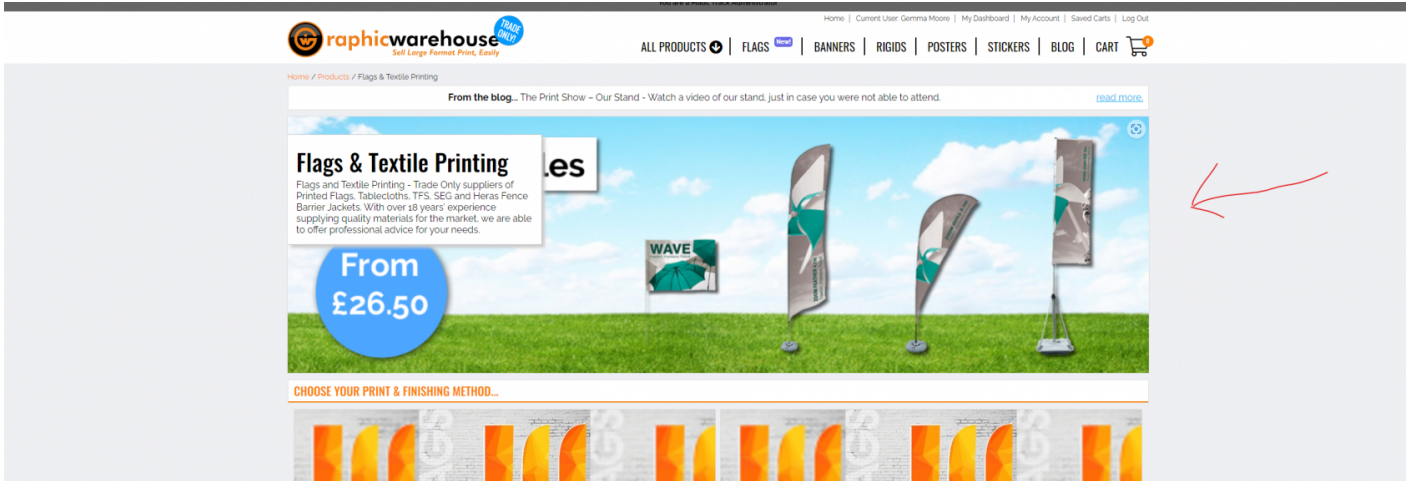 You are a Magic Track Administrator
Home | Current User: Gemma Moore | My Dashboard | My Account | Saved Carts | Log Out
raphicwarehouse
TRADE ONLY!
Sell Large Format Print, Easily
ALL PRODUCTS | FLAGS New! | BANNERS | RIGIDS | POSTERS | STICKERS | BLOG | CART 0
Home / Products / Flags & Textile Printing
From the blog... The Print Show – Our Stand - Watch a video of our stand, just in case you were not able to attend. read more.
Flags & Textile Printing
les
Flags and Textile Printing - Trade Only suppliers of
Printed Flags, Tablecloths, TFS, SEG and Heras Fence
Barrier Jackets. With over 18 years' experience
supplying quality materials for the market, we are able
to offer professional advice for your needs.
WAVE
From
£26.50
CHOOSE YOUR PRINT & FINISHING METHOD...